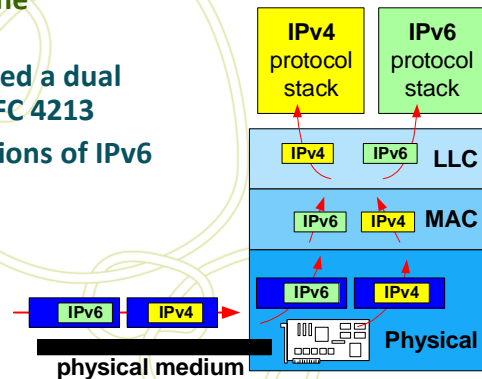 ne
ed a dual
FC 4213
ions of IPv6
IPv4
protocol
stack
IPv6
protocol
stack
IPv4
IPv6
LLC
IPv6
IPv4
MAC
IPv6
IPv4
IPv6
IPv4
Physical
physical medium